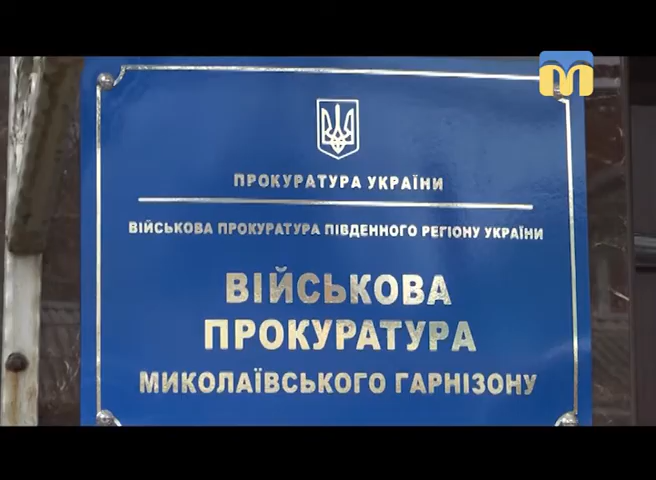 ПРОКУРАТУРА УКРАЇНИ
ВІЙСЬКОВА ПРОКУРАТУРА ПІВДЕННОГО РЕГІОНУ УКРАЇНИ
ВІЙСЬКОВА
ПРОКУРАТУРА
МИКОЛАЇВСЬКОГО ГАРНІЗОНУ